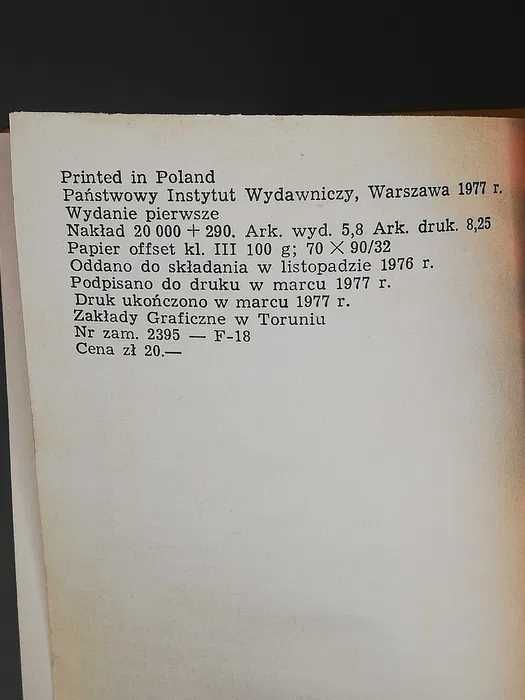 Printed in Poland
Państwowy Instytut Wydawniczy, Warszawa 1977 r.
Wydanie pierwsze
Nakład 20 000 + 290. Ark. wyd. 5,8 Ark. druk. 8,25
Papier offset kl. III 100 g; 70 × 90/32
Oddano do składania w listopadzie 1976 r.
Podpisano do druku w marcu 1977 r.
Druk ukończono w marcu 1977 r.
Zakłady Graficzne w Toruniu
Nr zam. 2395 — F-18
Cena zł 20.—